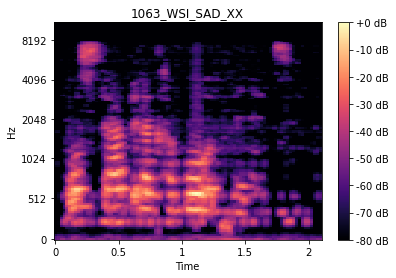 1063_WSI_SAD_XX
+0 dB
8192
-10 dB
4096
-20 dB
-30 dB
2048
Hz
-40 dB
1024
-50 dB
512
-60 dB
-70 dB
0
-80 dB
0 0.5 1 1.5 2
Time